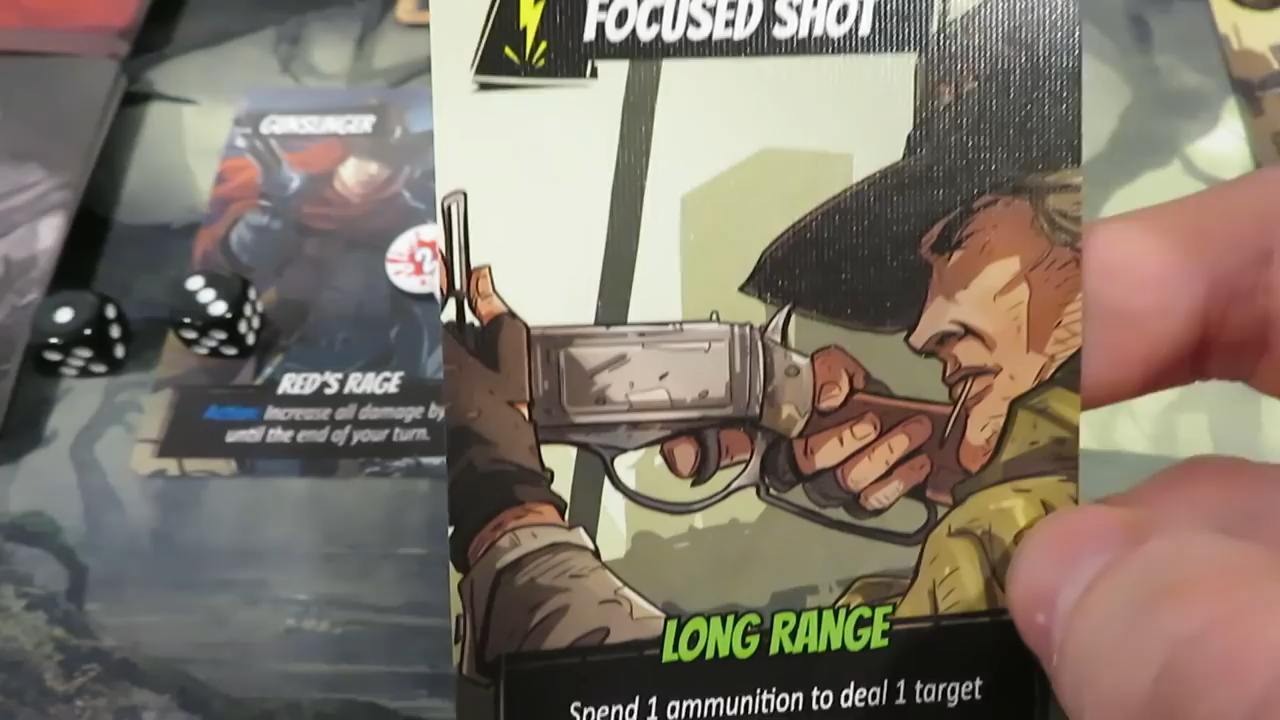 FOCUSED SHOT
GUNSLINGER
2
RED'S RAGE
Action: Increase all damage by
until the end of your turn.
LONG RANGE
Spend 1 ammunition to deal 1 target